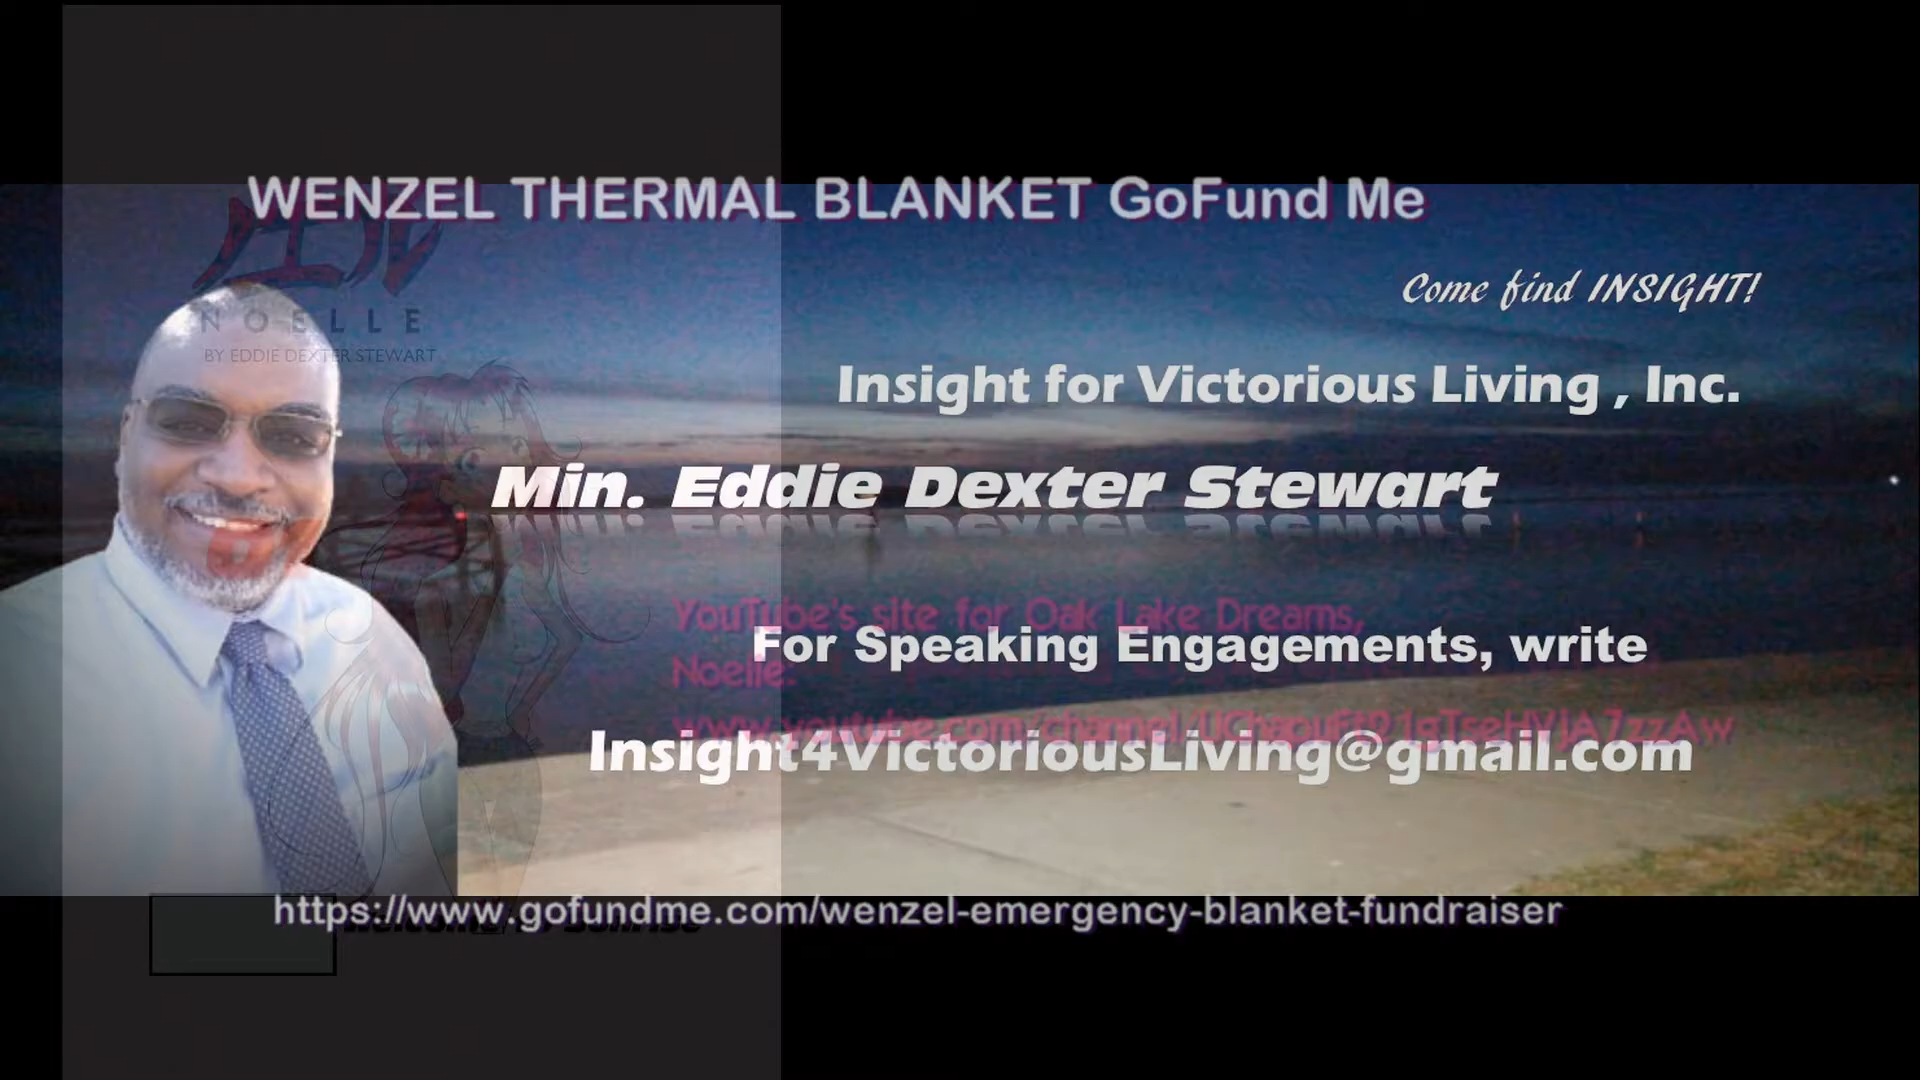 WENZEL THERMAL BLANKET GoFund Me
Come find INSIGHT!
NOELLE
BY EDDIE DEXTER STEWART
Insight for Victorious Living , Inc.
Min. Eddie Dexter Stewart
YouTube's site for Oak Lake Dreams,
For Speaking Engagements, write
Noelle:
Insight4VictoriousLiving@gmail.com
https://www.gofundme.com/wenzel-emergency-blanket-fundraiser